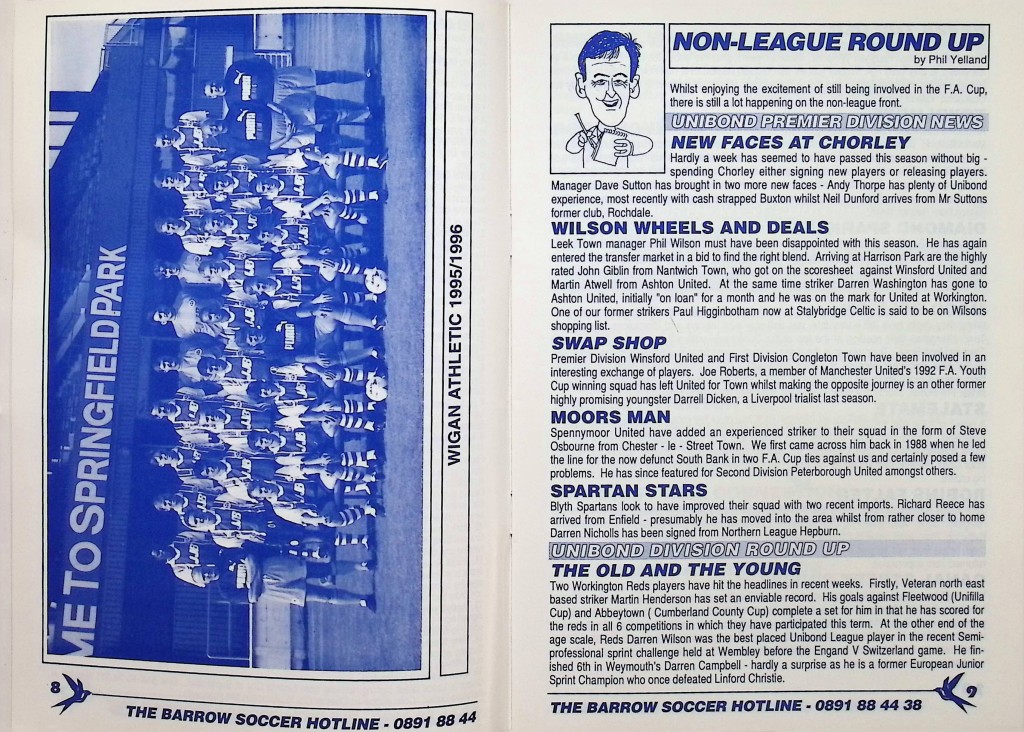 ME TO SPRINGFIELD PARK
PUMA
PUMA
PUMA
JJB
JJB
JJB
JJB
JJB
WIGAN ATHLETIC 1995/1996
8
THE BARROW SOCCER HOTLINE - 0891 88 44
NON-LEAGUE ROUND UP
by Phil Yelland
Whilst enjoying the excitement of still being involved in the F.A. Cup,
there is still a lot happening on the non-league front.
UNIBOND PREMIER DIVISION NEWS
NEW FACES AT CHORLEY
Hardly a week has seemed to have passed this season without big -
spending Chorley either signing new players or releasing players.
Manager Dave Sutton has brought in two more new faces - Andy Thorpe has plenty of Unibond
experience, most recently with cash strapped Buxton whilst Neil Dunford arrives from Mr Suttons
former club, Rochdale.
WILSON WHEELS AND DEALS
Leek Town manager Phil Wilson must have been disappointed with this season. He has again
entered the transfer market in a bid to find the right blend. Arriving at Harrison Park are the highly
rated John Giblin from Nantwich Town, who got on the scoresheet against Winsford United and
Martin Atwell from Ashton United. At the same time striker Darren Washington has gone to
Ashton United, initially "on loan" for a month and he was on the mark for United at Workington.
One of our former strikers Paul Higginbotham now at Stalybridge Celtic is said to be on Wilsons
shopping list.
SWAP SHOP
Premier Division Winsford United and First Division Congleton Town have been involved in an
interesting exchange of players. Joe Roberts, a member of Manchester United's 1992 F.A. Youth
Cup winning squad has left United for Town whilst making the opposite journey is an other former
highly promising youngster Darrell Dicken, a Liverpool trialist last season.
MOORS MAN
Spennymoor United have added an experienced striker to their squad in the form of Steve
Osbourne from Chester - le - Street Town. We first came across him back in 1988 when he led
the line for the now defunct South Bank in two F.A. Cup ties against us and certainly posed a few
problems. He has since featured for Second Division Peterborough United amongst others.
SPARTAN STARS
Blyth Spartans look to have improved their squad with two recent imports. Richard Reece has
arrived from Enfield - presumably he has moved into the area whilst from rather closer to home
Darren Nicholls has been signed from Northern League Hepburn.
UNIBOND DIVISION ROUND UP
THE OLD AND THE YOUNG
Two Workington Reds players have hit the headlines in recent weeks. Firstly, Veteran north east
based striker Martin Henderson has set an enviable record. His goals against Fleetwood (Unifilla
Cup) and Abbeytown ( Cumberland County Cup) complete a set for him in that he has scored for
the reds in all 6 competitions in which they have participated this term. At the other end of the
age scale, Reds Darren Wilson was the best placed Unibond League player in the recent Semi-
professional sprint challenge held at Wembley before the Engand V Switzerland game. He fin-
ished 6th in Weymouth's Darren Campbell - hardly a surprise as he is a former European Junior
Sprint Champion who once defeated Linford Christie.
9
THE BARROW SOCCER HOTLINE - 0891 88 44 38